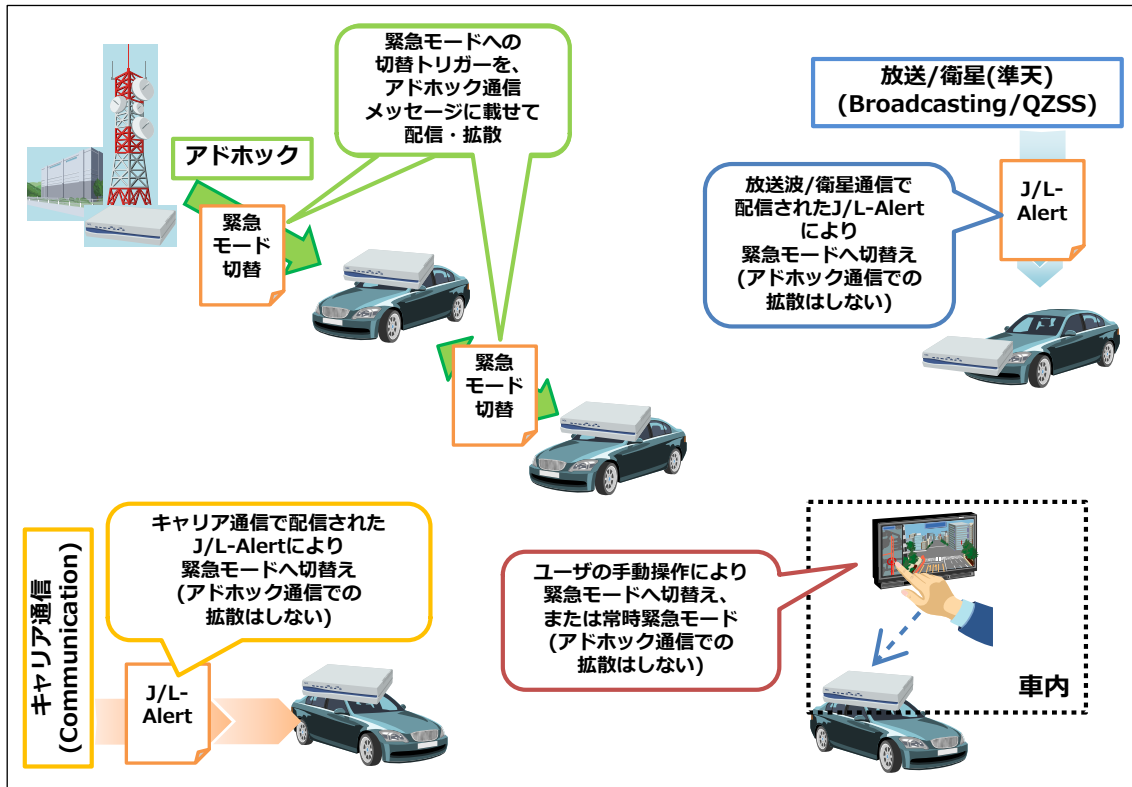 緊急モードへの
切替トリガーを、
アドホック通信
メッセージに載せて
配信・拡散
アドホック
緊急
モード
切替
緊急
モード
切替
放送/衛星(準天)
(Broadcasting/QZSS)
放送波/衛星通信で
配信されたJ/L-Alert
により
緊急モードへ切替え
(アドホック通信での
拡散はしない)
J/L-
Alert
キャリア通信
(Communication)
キャリア通信で配信された
J/L-Alertにより
緊急モードへ切替え
(アドホック通信での
拡散はしない)
J/L-
Alert
ユーザの手動操作により
緊急モードへ切替え、
または常時緊急モード
(アドホック通信での
拡散はしない)
車内